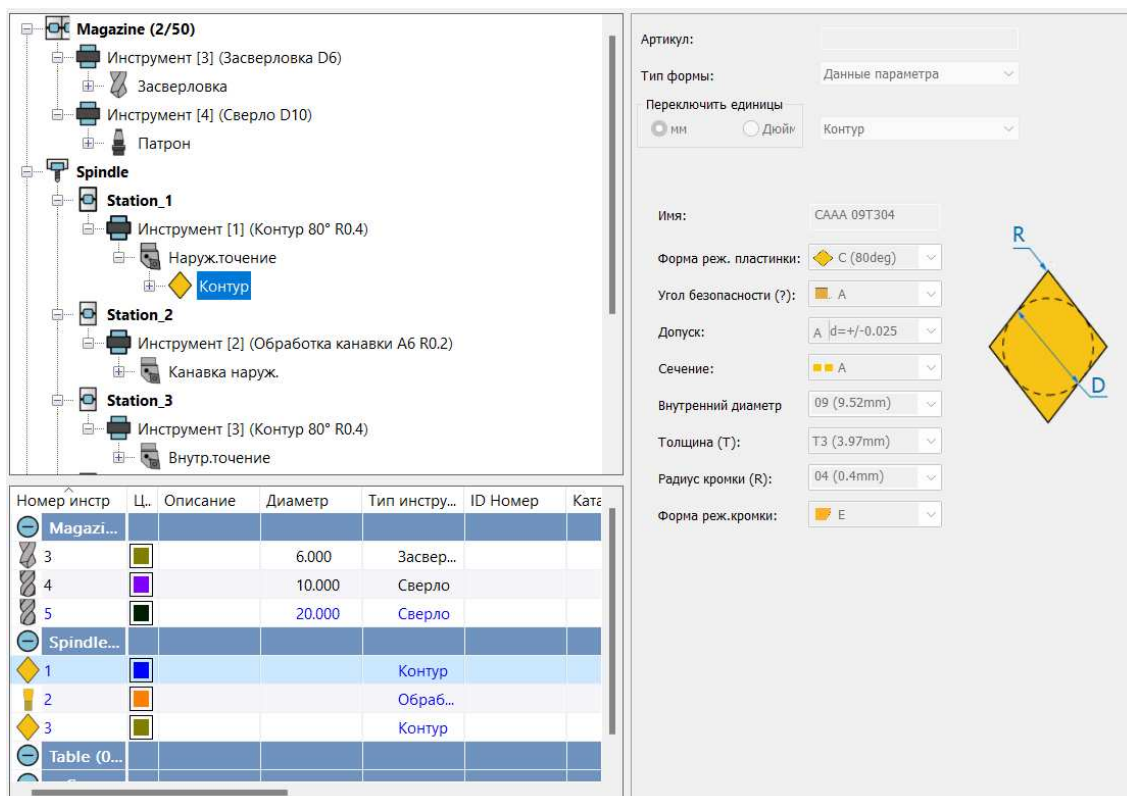 Magazine (2/50)
Инструмент [3] (Засверловка D6)
Засверловка
Инструмент [4] (Сверло D10)
Патрон
Spindle
Station_1
Инструмент [1] (Контур 80° R0.4)
Наруж.точение
Контур
Station_2
Инструмент [2] (Обработка канавки A6 R0.2)
Канавка наруж.
Station_3
Инструмент [3] (Контур 80° R0.4)
Внутр.точение
Номер инстр Ц.. Описание Диаметр Тип инстру... ID Номер Ката
Magazi...
3 6.000 Засвер...
4 10.000 Сверло
5 20.000 Сверло
Spindle...
1 Контур
2 Обраб...
3 Контур
Table (0...
Артикул:
Тип формы: Данные параметра
Переключить единицы
мм Дюйм Контур
Имя: CAAA 09T304
Форма реж. пластинки: C (80deg)
Угол безопасности (?): A
Допуск: A d=+/-0.025
Сечение: A
Внутренний диаметр 09 (9.52mm)
Толщина (T): T3 (3.97mm)
Радиус кромки (R): 04 (0.4mm)
Форма реж.кромки: E
R
D